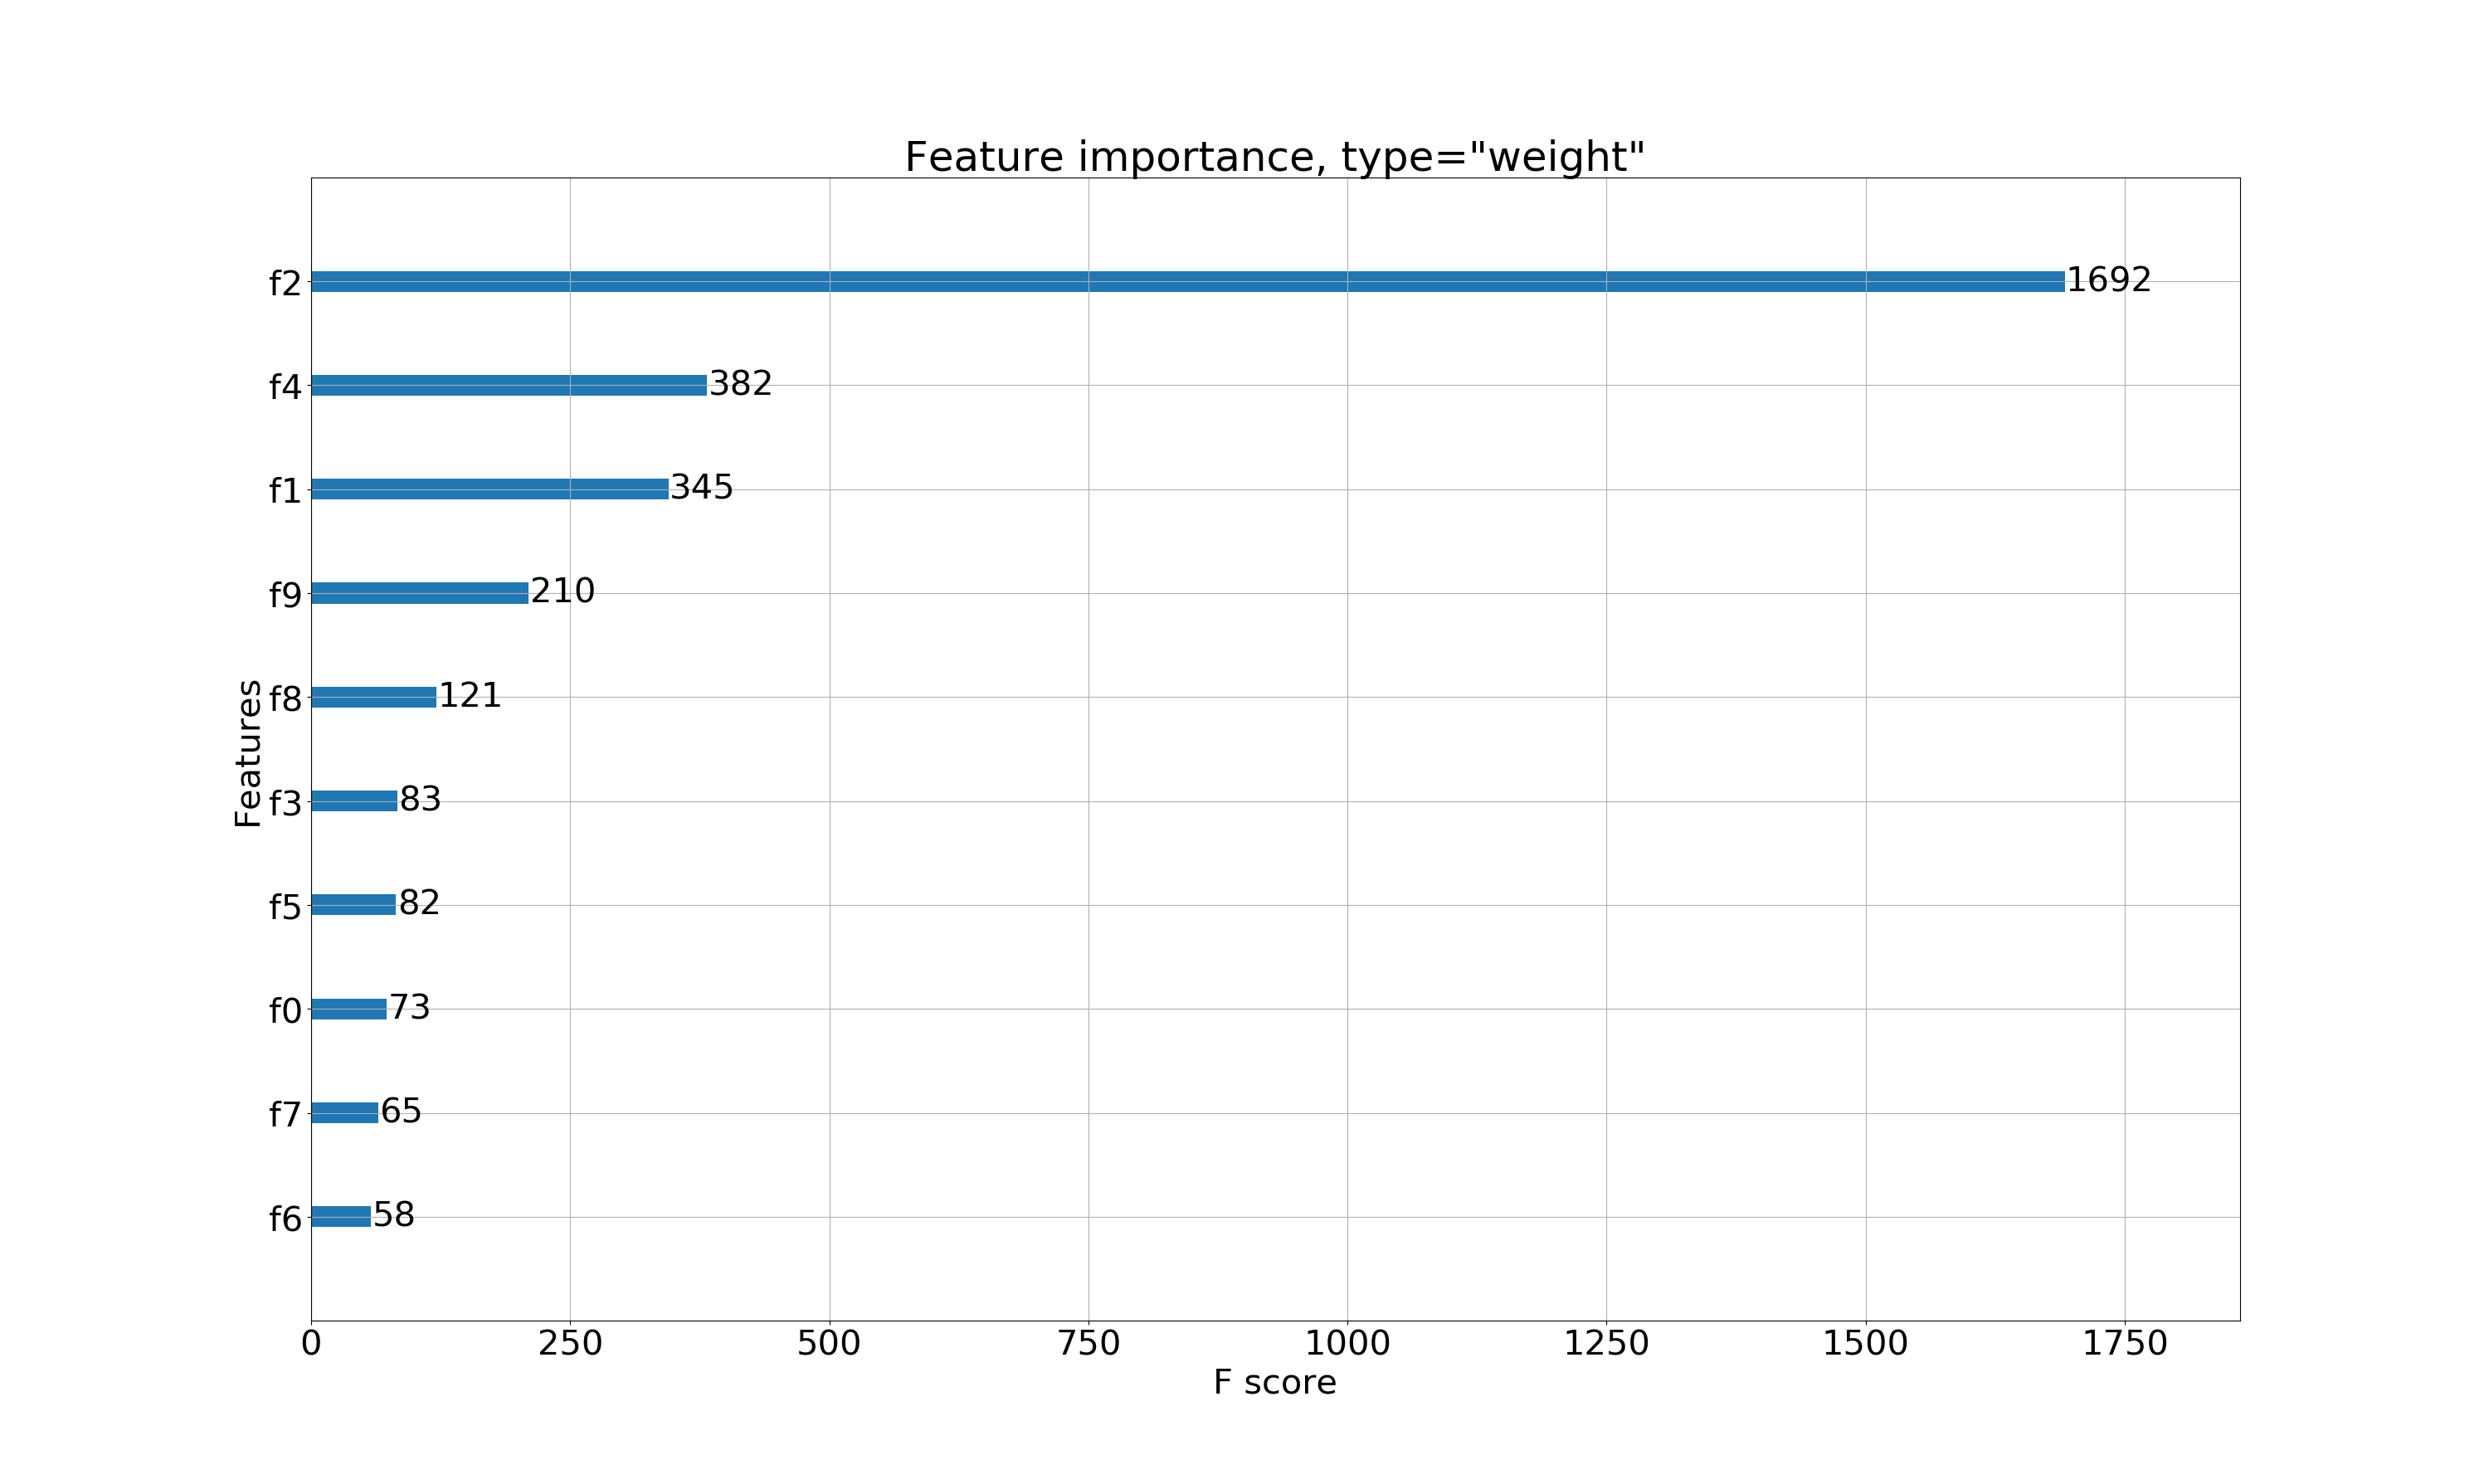 Feature importance, type="weight"
Features
f2 1692
f4 382
f1 345
f9 210
f8 121
f3 83
f5 82
f0 73
f7 65
f6 58
0 250 500 750 1000 1250 1500 1750
F score